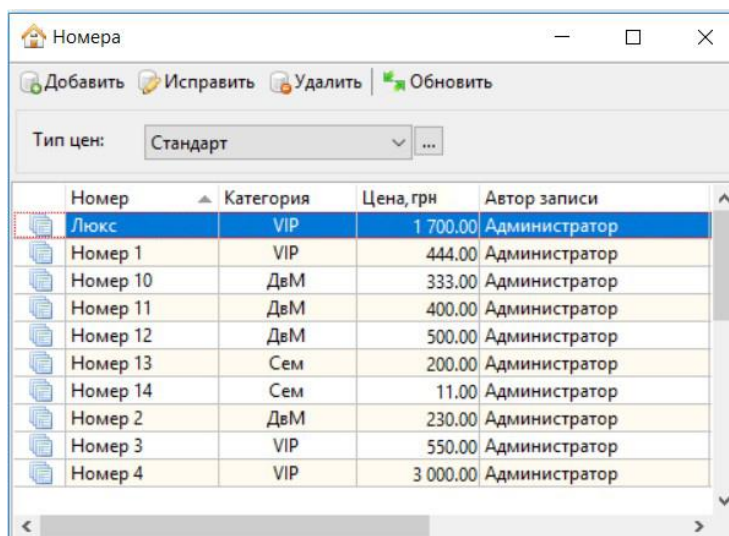 Номера
Добавить Исправить Удалить Обновить
Тип цен: Стандарт ...
Номер Категория Цена, грн Автор записи
Люкс VIP 1 700.00 Администратор
Номер 1 VIP 444.00 Администратор
Номер 10 ДвМ 333.00 Администратор
Номер 11 ДвМ 400.00 Администратор
Номер 12 ДвМ 500.00 Администратор
Номер 13 Сем 200.00 Администратор
Номер 14 Сем 11.00 Администратор
Номер 2 ДвМ 230.00 Администратор
Номер 3 VIP 550.00 Администратор
Номер 4 VIP 3 000.00 Администратор